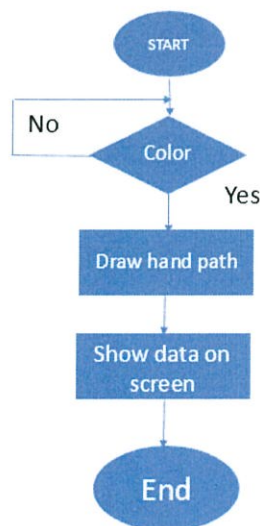 START
No
Color
Yes
Draw hand path
Show data on
screen
End